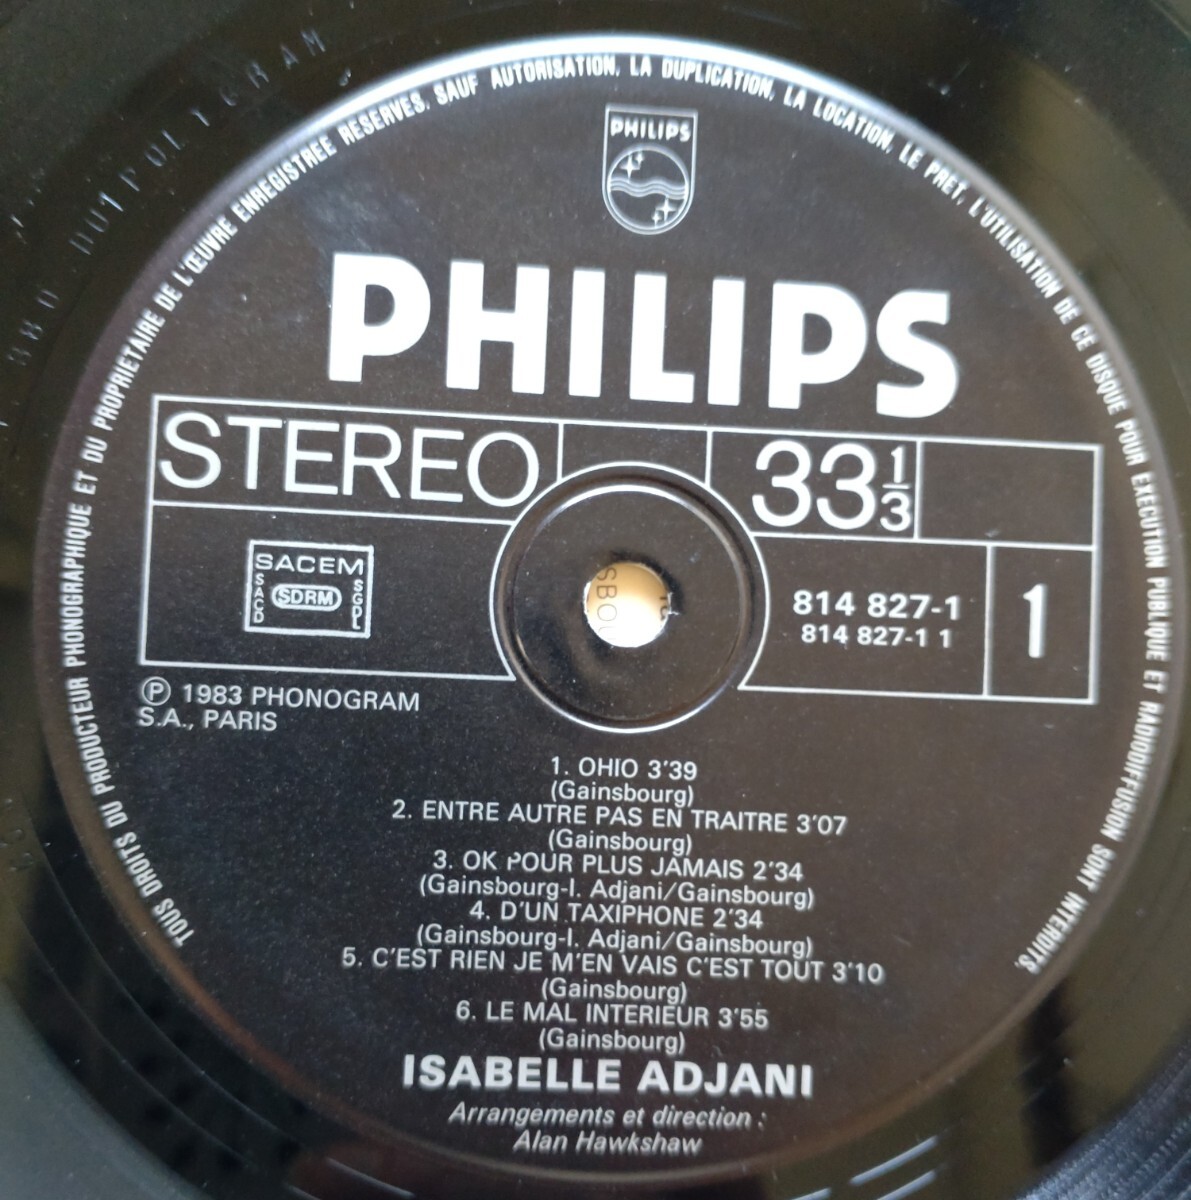 TOUS DROITS DU PRODUCTEUR PHONOGRAPHIQUE ET DU PROPRIETAIRE DE L'ŒUVRE ENREGISTREE RESERVES. SAUF AUTORISATION, LA DUPLICATION, LA LOCATION, LE PRET, L'UTILISATION DE CE DISQUE POUR EXECUTION PUBLIQUE ET RADIODIFFUSION SONT INTERDITS.
PHILIPS
PHILIPS
STEREO
33 1/3
SACEM
SACD
SDRM
SGDL
814 827-1
814 827-1 1
1
Ⓟ 1983 PHONOGRAM
S.A., PARIS
1. OHIO 3'39
(Gainsbourg)
2. ENTRE AUTRE PAS EN TRAITRE 3'07
(Gainsbourg)
3. OK POUR PLUS JAMAIS 2'34
(Gainsbourg-I. Adjani/Gainsbourg)
4. D'UN TAXIPHONE 2'34
(Gainsbourg-I. Adjani/Gainsbourg)
5. C'EST RIEN JE M'EN VAIS C'EST TOUT 3'10
(Gainsbourg)
6. LE MAL INTERIEUR 3'55
(Gainsbourg)
ISABELLE ADJANI
Arrangements et direction :
Alan Hawkshaw